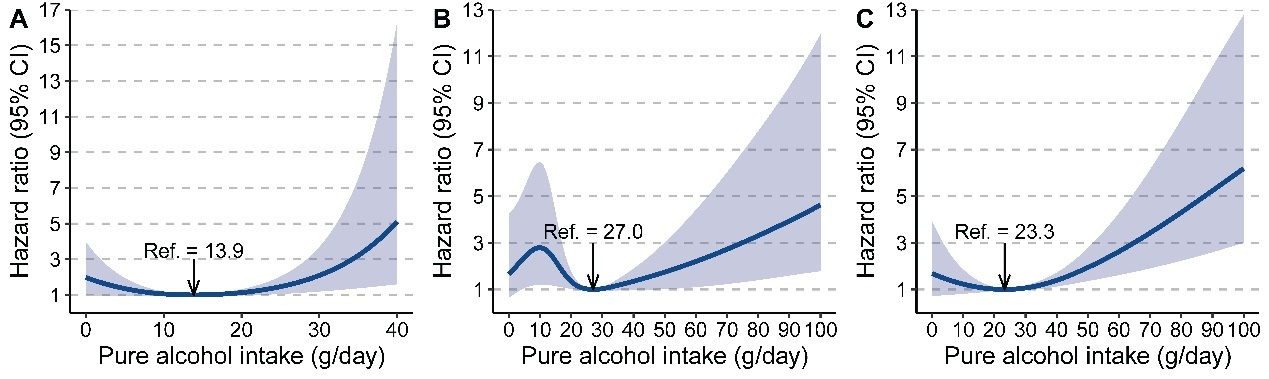 A
Hazard ratio (95% CI)
17
15
13
11
9
7
5
3
1
Ref. = 13.9
0 10 20 30 40
Pure alcohol intake (g/day)
B
Hazard ratio (95% CI)
13
11
9
7
5
3
1
Ref. = 27.0
0 10 20 30 40 50 60 70 80 90 100
Pure alcohol intake (g/day)
C
Hazard ratio (95% CI)
13
11
9
7
5
3
1
Ref. = 23.3
0 10 20 30 40 50 60 70 80 90 100
Pure alcohol intake (g/day)